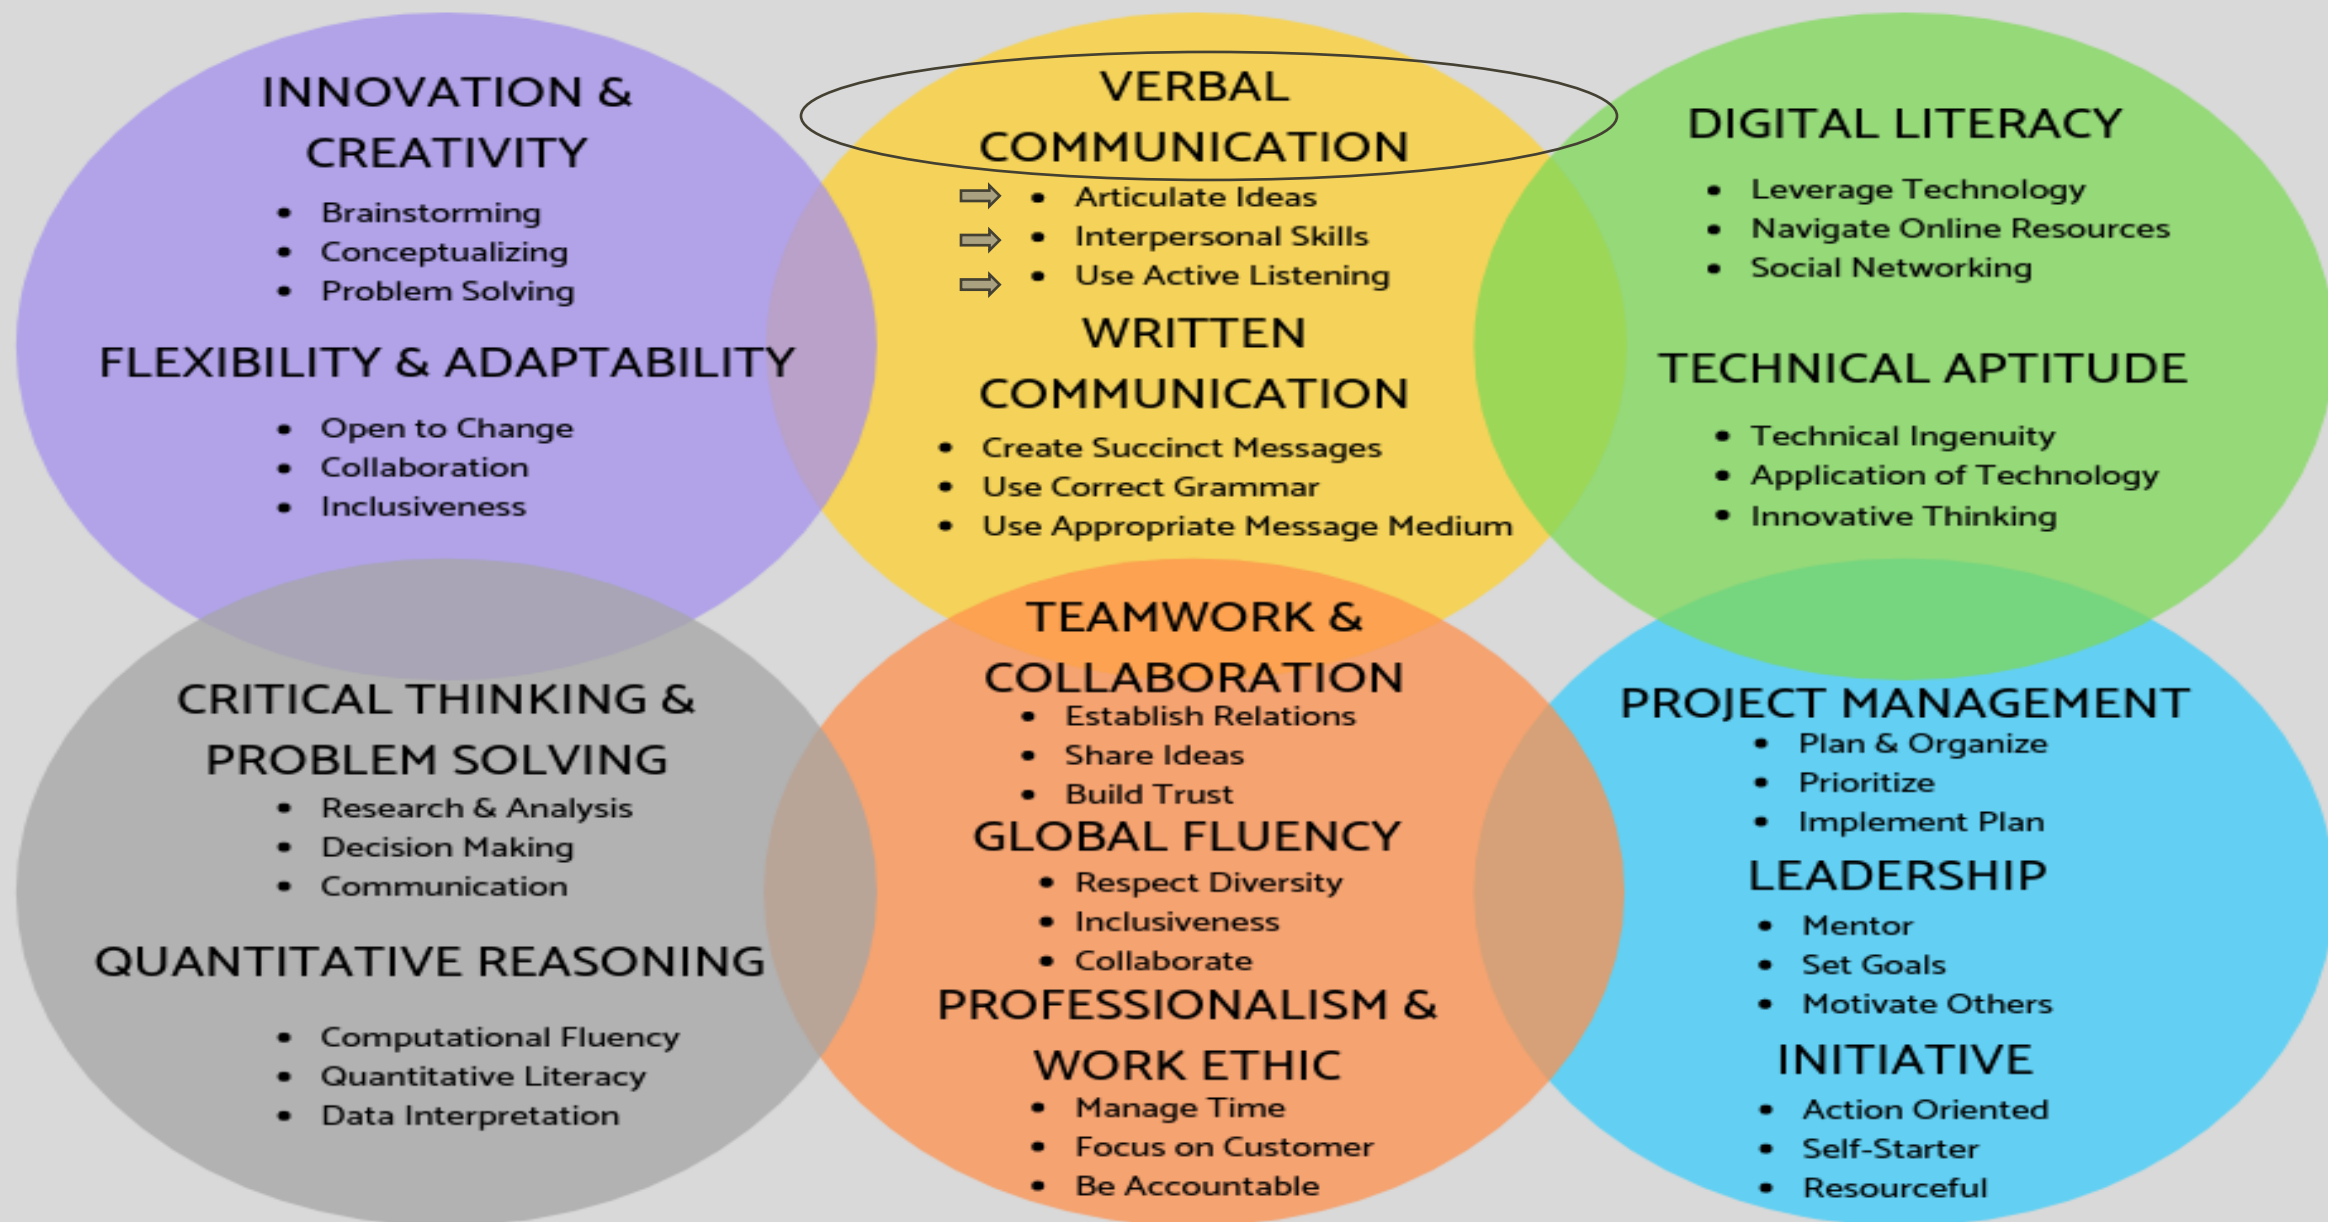 INNOVATION &
CREATIVITY
• Brainstorming
• Conceptualizing
• Problem Solving
FLEXIBILITY & ADAPTABILITY
• Open to Change
• Collaboration
• Inclusiveness
VERBAL
COMMUNICATION
• Articulate Ideas
• Interpersonal Skills
• Use Active Listening
WRITTEN
COMMUNICATION
• Create Succinct Messages
• Use Correct Grammar
• Use Appropriate Message Medium
DIGITAL LITERACY
• Leverage Technology
• Navigate Online Resources
• Social Networking
TECHNICAL APTITUDE
• Technical Ingenuity
• Application of Technology
• Innovative Thinking
CRITICAL THINKING &
PROBLEM SOLVING
• Research & Analysis
• Decision Making
• Communication
QUANTITATIVE REASONING
• Computational Fluency
• Quantitative Literacy
• Data Interpretation
TEAMWORK &
COLLABORATION
• Establish Relations
• Share Ideas
• Build Trust
GLOBAL FLUENCY
• Respect Diversity
• Inclusiveness
• Collaborate
PROFESSIONALISM &
WORK ETHIC
• Manage Time
• Focus on Customer
• Be Accountable
PROJECT MANAGEMENT
• Plan & Organize
• Prioritize
• Implement Plan
LEADERSHIP
• Mentor
• Set Goals
• Motivate Others
INITIATIVE
• Action Oriented
• Self-Starter
• Resourceful